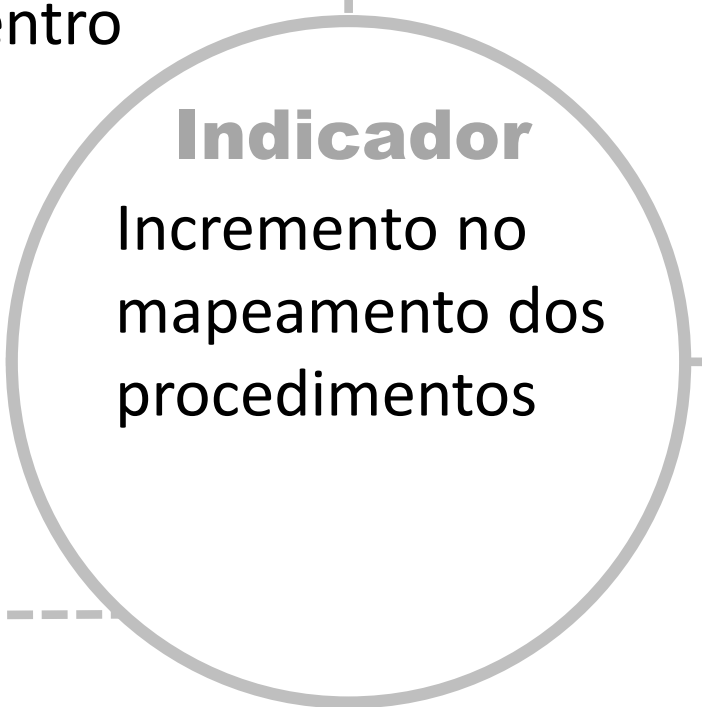 entro
Indicador
Incremento no
mapeamento dos
procedimentos